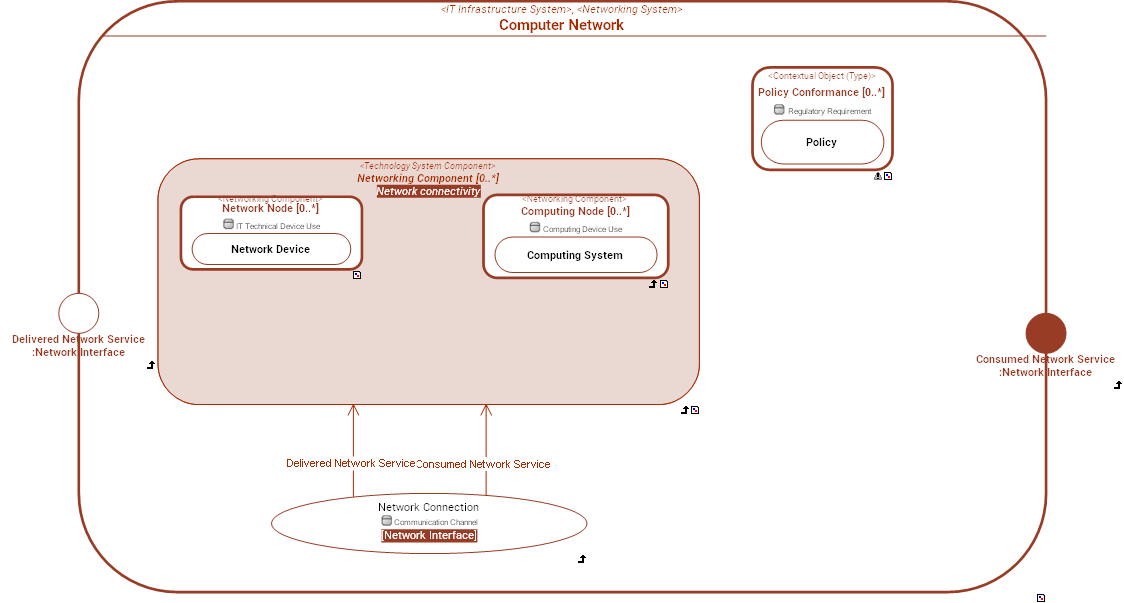 <IT Infrastructure System>, <Networking System>
Computer Network
<Contextual Object (Type)>
Policy Conformance [0..*]
Regulatory Requirement
Policy
<Technology System Component>
Networking Component [0..*]
Network connectivity
<Networking Component>
Network Node [0..*]
IT Technical Device Use
Network Device
<Networking Component>
Computing Node [0..*]
Computing Device Use
Computing System
Delivered Network Service
:Network Interface
Consumed Network Service
:Network Interface
Delivered Network Service
Consumed Network Service
Network Connection
Communication Channel
[Network Interface]